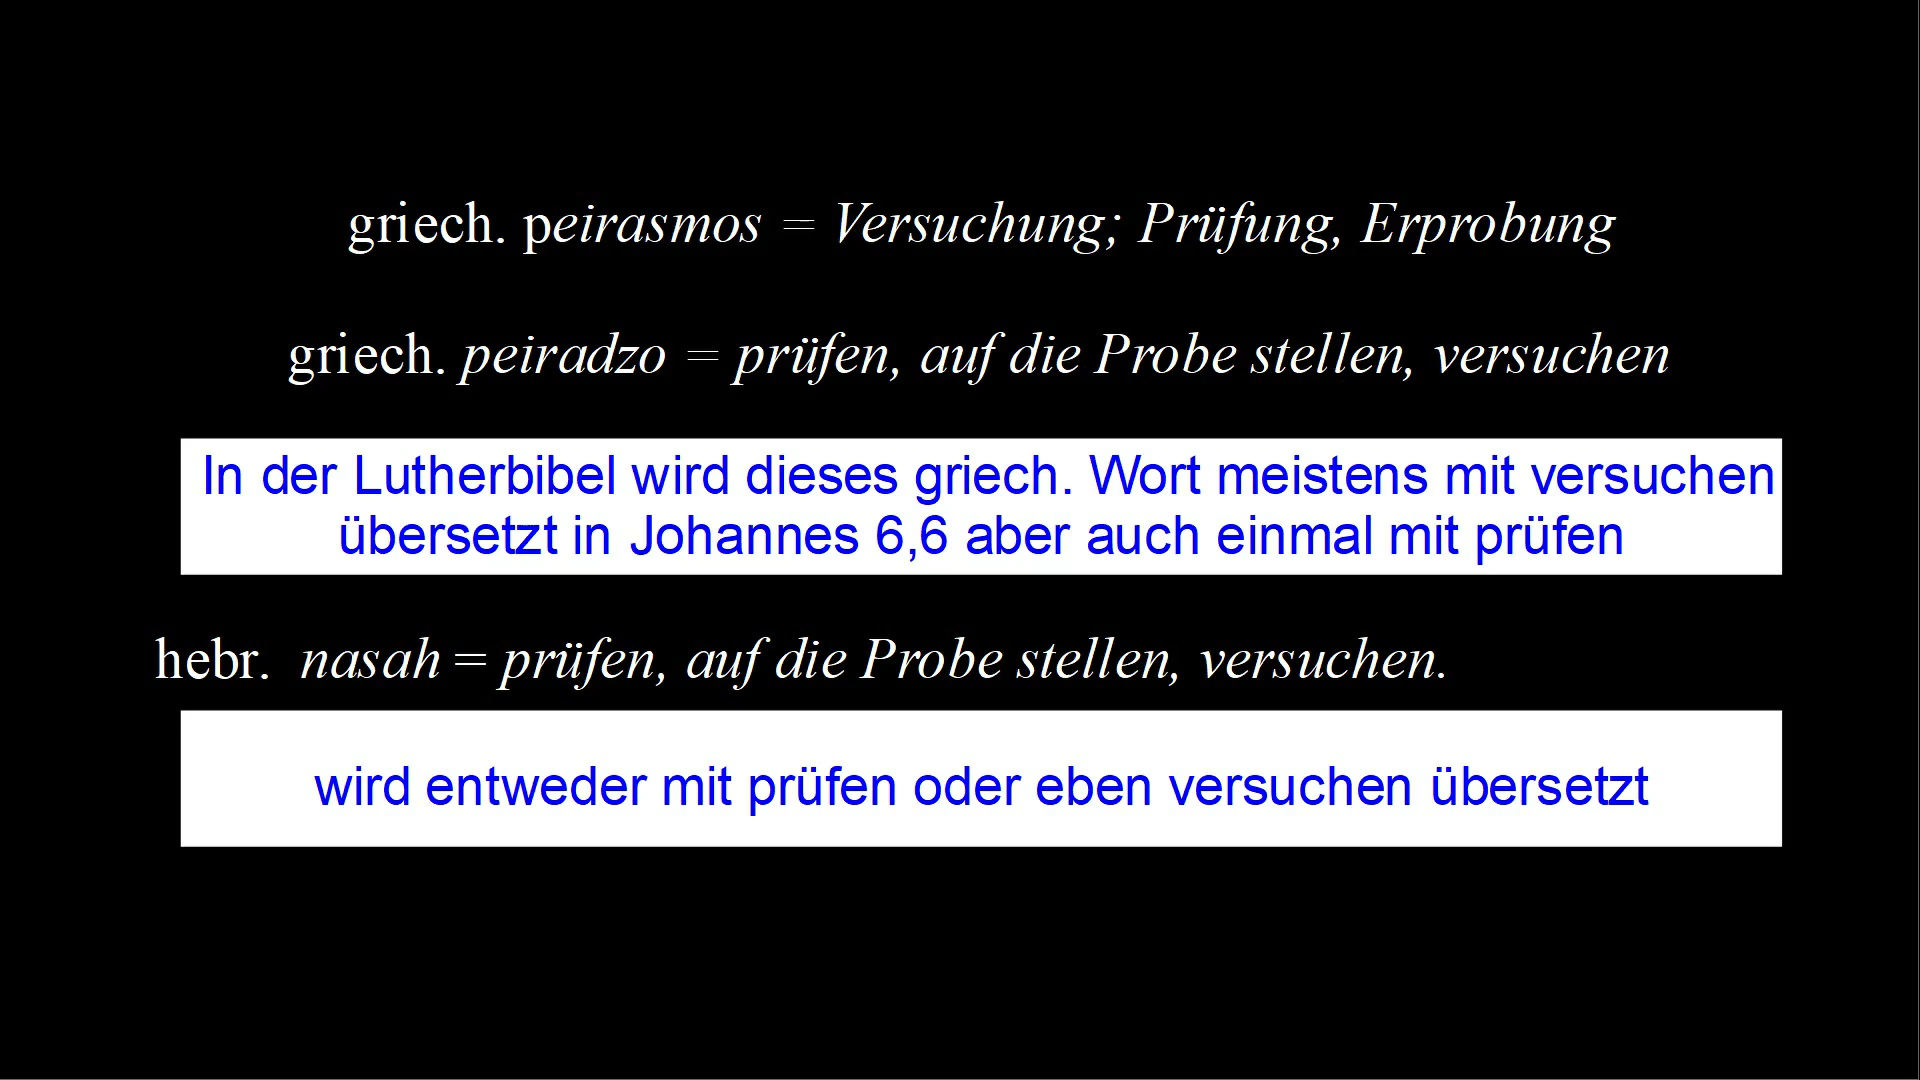 griech. peirasmos = Versuchung; Prüfung, Erprobung
griech. peiradzo = prüfen, auf die Probe stellen, versuchen
In der Lutherbibel wird dieses griech. Wort meistens mit versuchen
übersetzt in Johannes 6,6 aber auch einmal mit prüfen
hebr. nasah = prüfen, auf die Probe stellen, versuchen.
wird entweder mit prüfen oder eben versuchen übersetzt